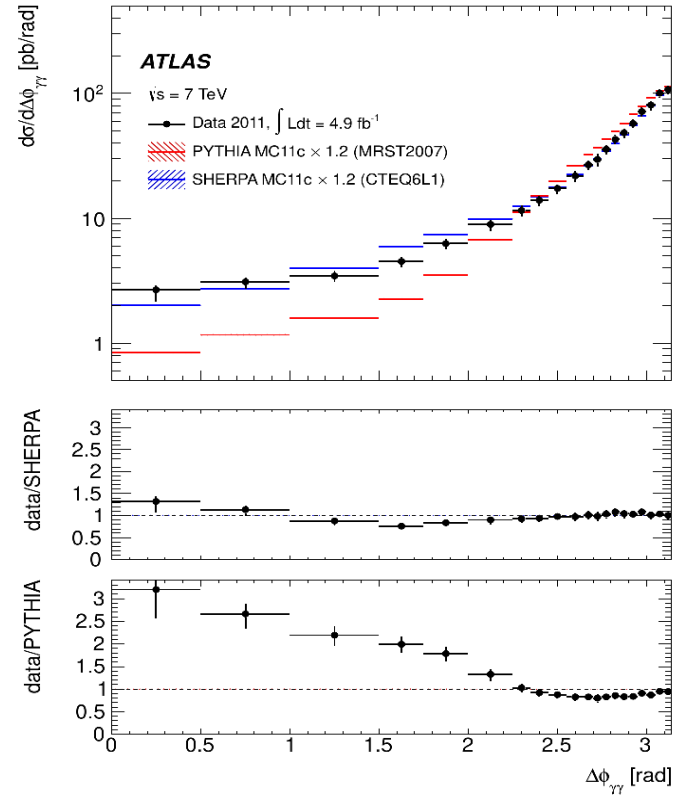 dσ/dΔϕγγ [pb/rad]
10²
10
1
ATLAS
√s = 7 TeV
Data 2011, ∫ Ldt = 4.9 fb⁻¹
PYTHIA MC11c × 1.2 (MRST2007)
SHERPA MC11c × 1.2 (CTEQ6L1)
data/SHERPA
3
2.5
2
1.5
1
0.5
0
data/PYTHIA
3
2.5
2
1.5
1
0.5
0
0 0.5 1 1.5 2 2.5 3
Δϕγγ [rad]